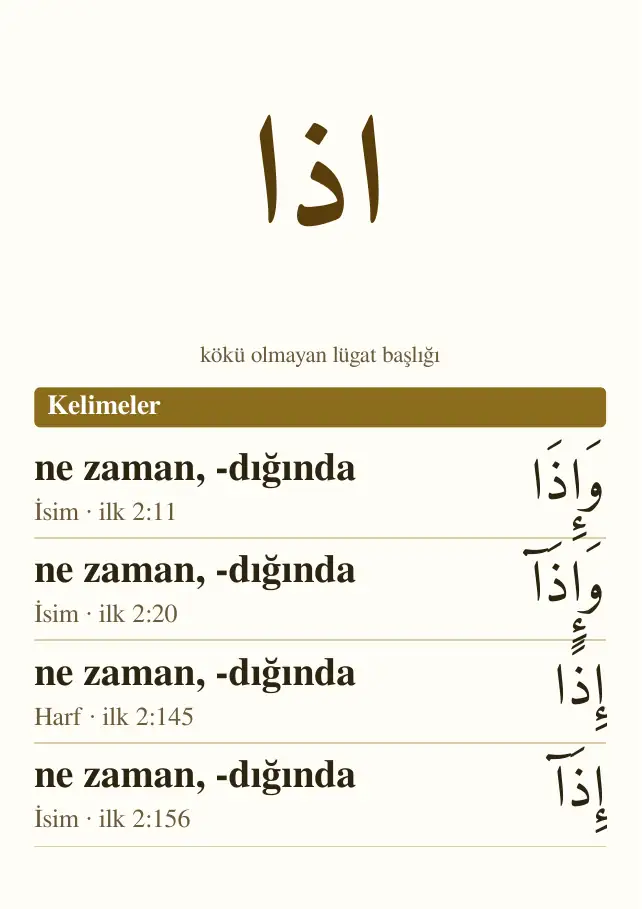 اذا
kökü olmayan lügat başlığı
Kelimeler
ne zaman, -dığında وَإِذَا
İsim · ilk 2:11
ne zaman, -dığında وَإِذَآ
İsim · ilk 2:20
ne zaman, -dığında إِذًا
Harf · ilk 2:145
ne zaman, -dığında إِذَآ
İsim · ilk 2:156